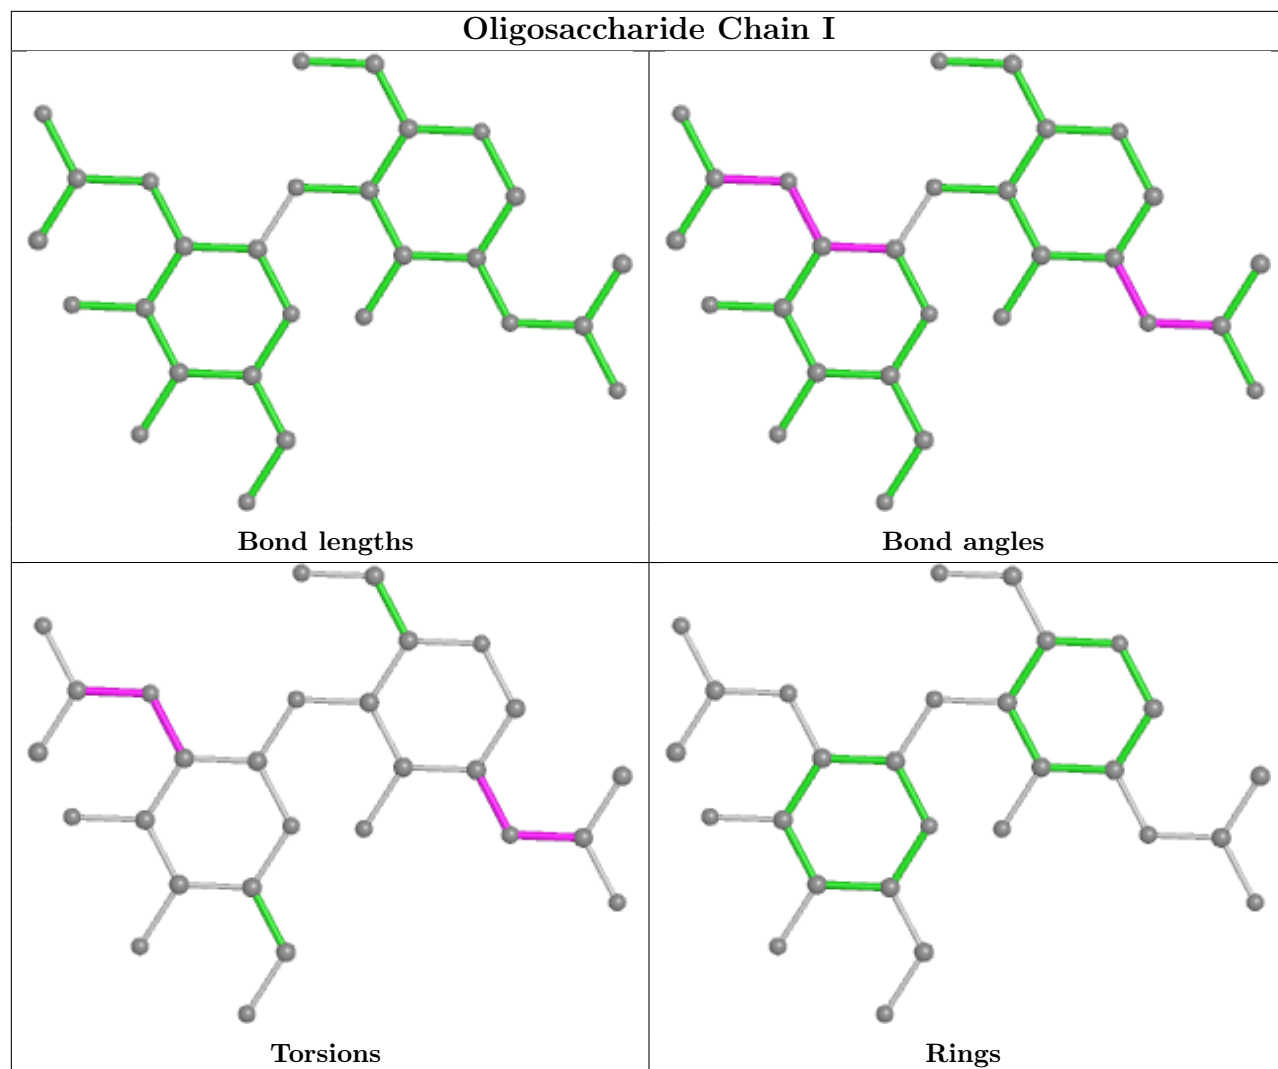 Oligosaccharide Chain I
Bond lengths
Bond angles
Torsions
Rings